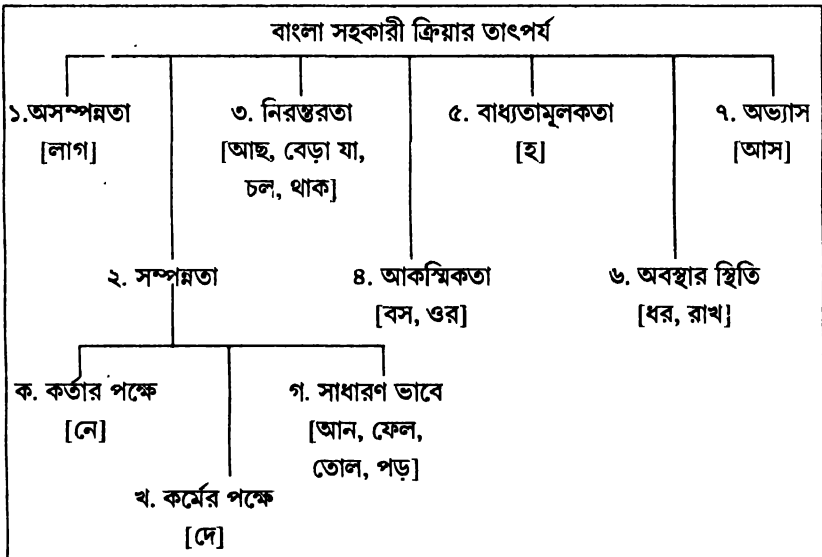 বাংলা সহকারী ক্রিয়ার তাৎপর্য
১.অসম্পন্নতা
[লাগ]
৩. নিরন্তরতা
[আছ, বেড়া যা,
চল, থাক]
৫. বাধ্যতামূলকতা
[হ]
৭. অভ্যাস
[আস]
২. সম্পন্নতা
৪. আকস্মিকতা
[বস, ওর]
৬. অবস্থার স্থিতি
[ধর, রাখ]
ক. কর্তার পক্ষে
[নে]
গ. সাধারণ ভাবে
[আন, ফেল,
তোল, পড়]
খ. কর্মের পক্ষে
[দে]